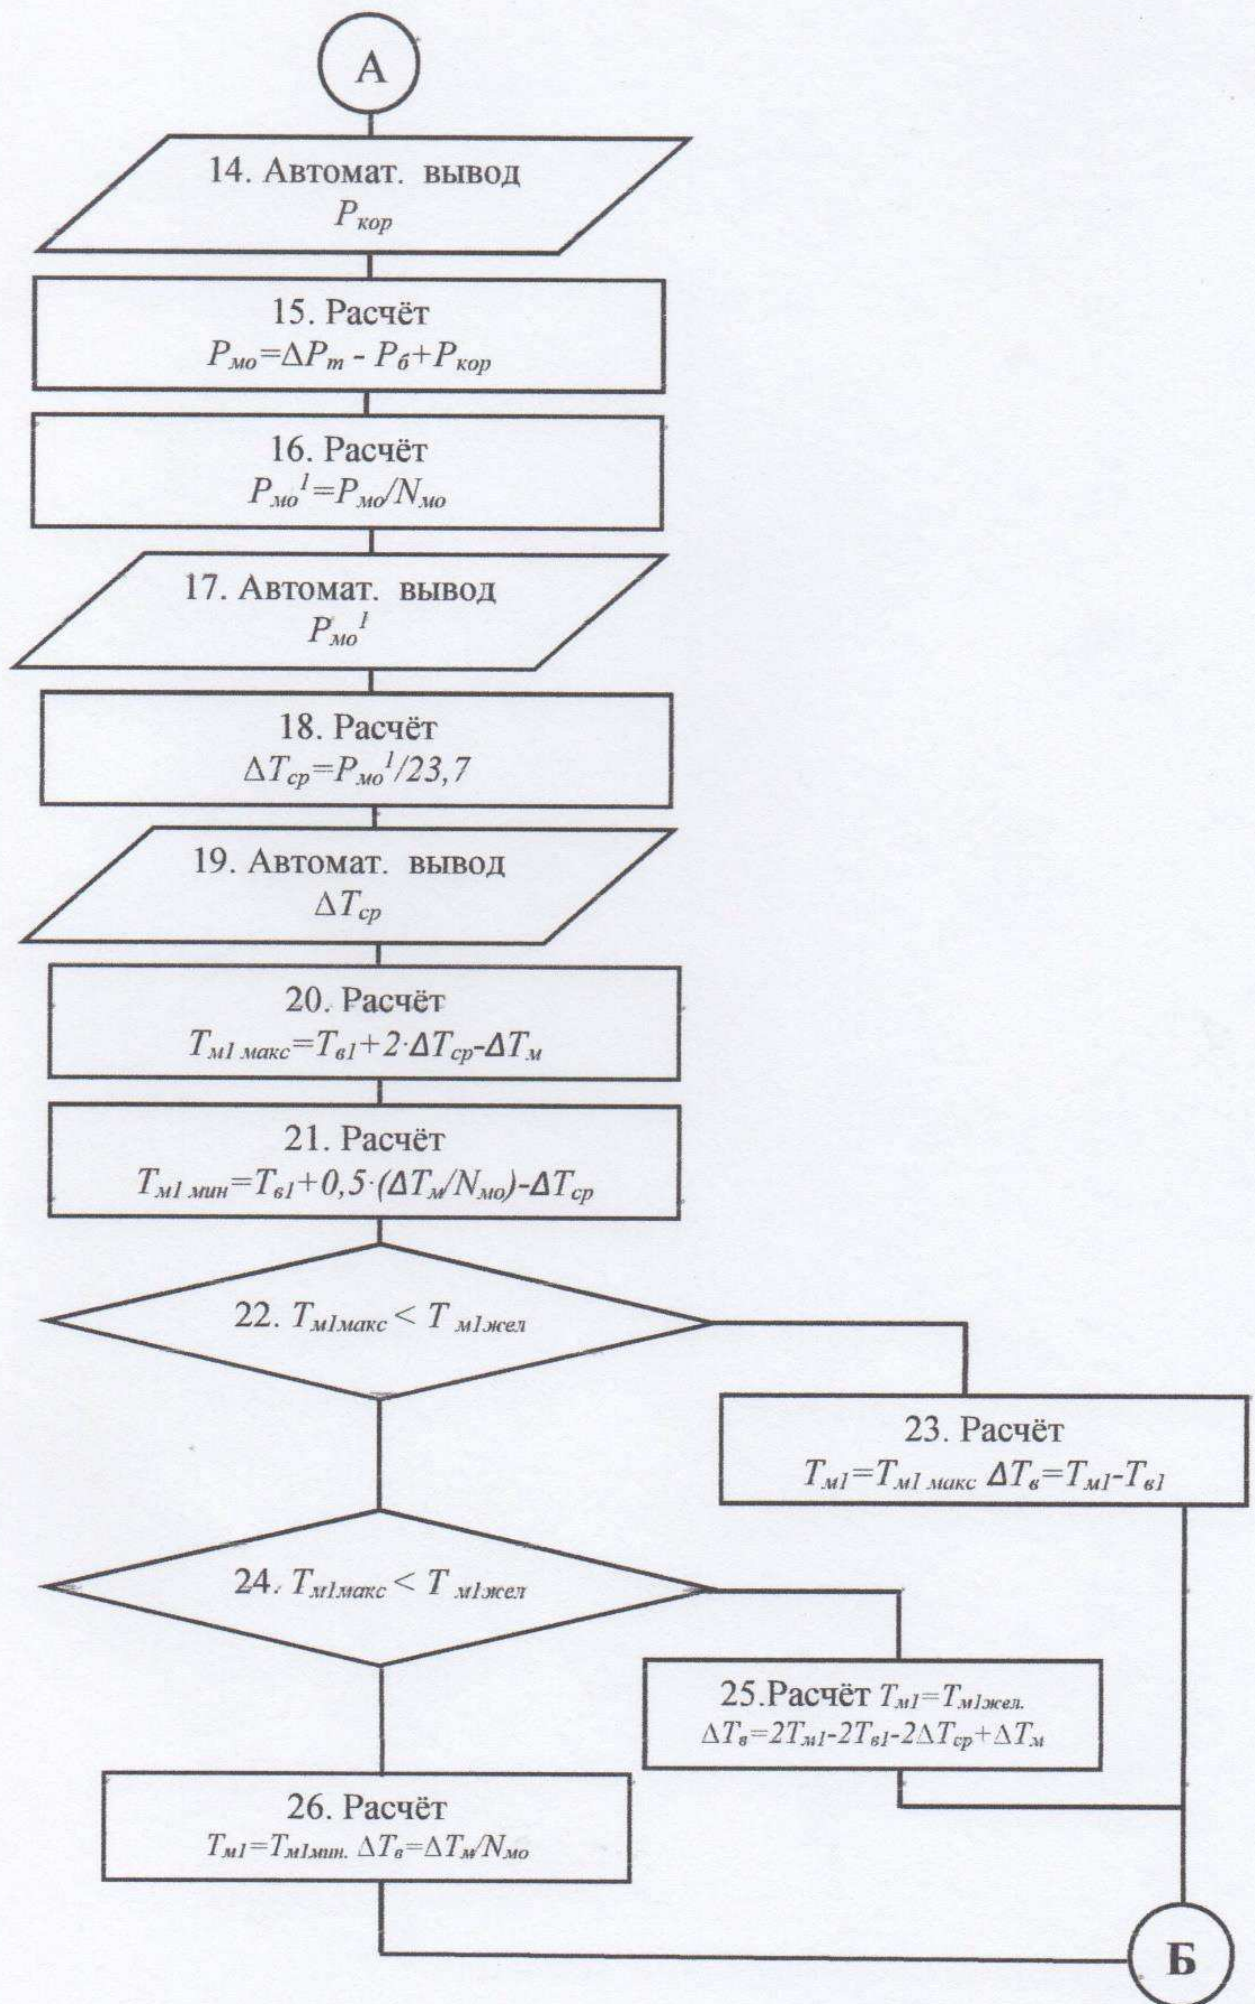 А
14. Автомат. вывод
Pкор
15. Расчёт
Pмо=ΔPт - Pб+Pкор
16. Расчёт
Pмо¹=Pмо/Nмо
17. Автомат. вывод
Pмо¹
18. Расчёт
ΔTср=Pмо¹/23,7
19. Автомат. вывод
ΔTср
20. Расчёт
Tм1 макс=Tв1+2·ΔTср-ΔTм
21. Расчёт
Tм1 мин=Tв1+0,5·(ΔTм/Nмо)-ΔTср
22. Tм1макс < T м1жел
23. Расчёт
Tм1=Tм1 макс ΔTв=Tм1-Tв1
24. Tм1макс < T м1жел
25.Расчёт Tм1=Tм1жел.
ΔTв=2Tм1-2Tв1-2ΔTср+ΔTм
26. Расчёт
Tм1=Tм1мин. ΔTв=ΔTм/Nмо
Б